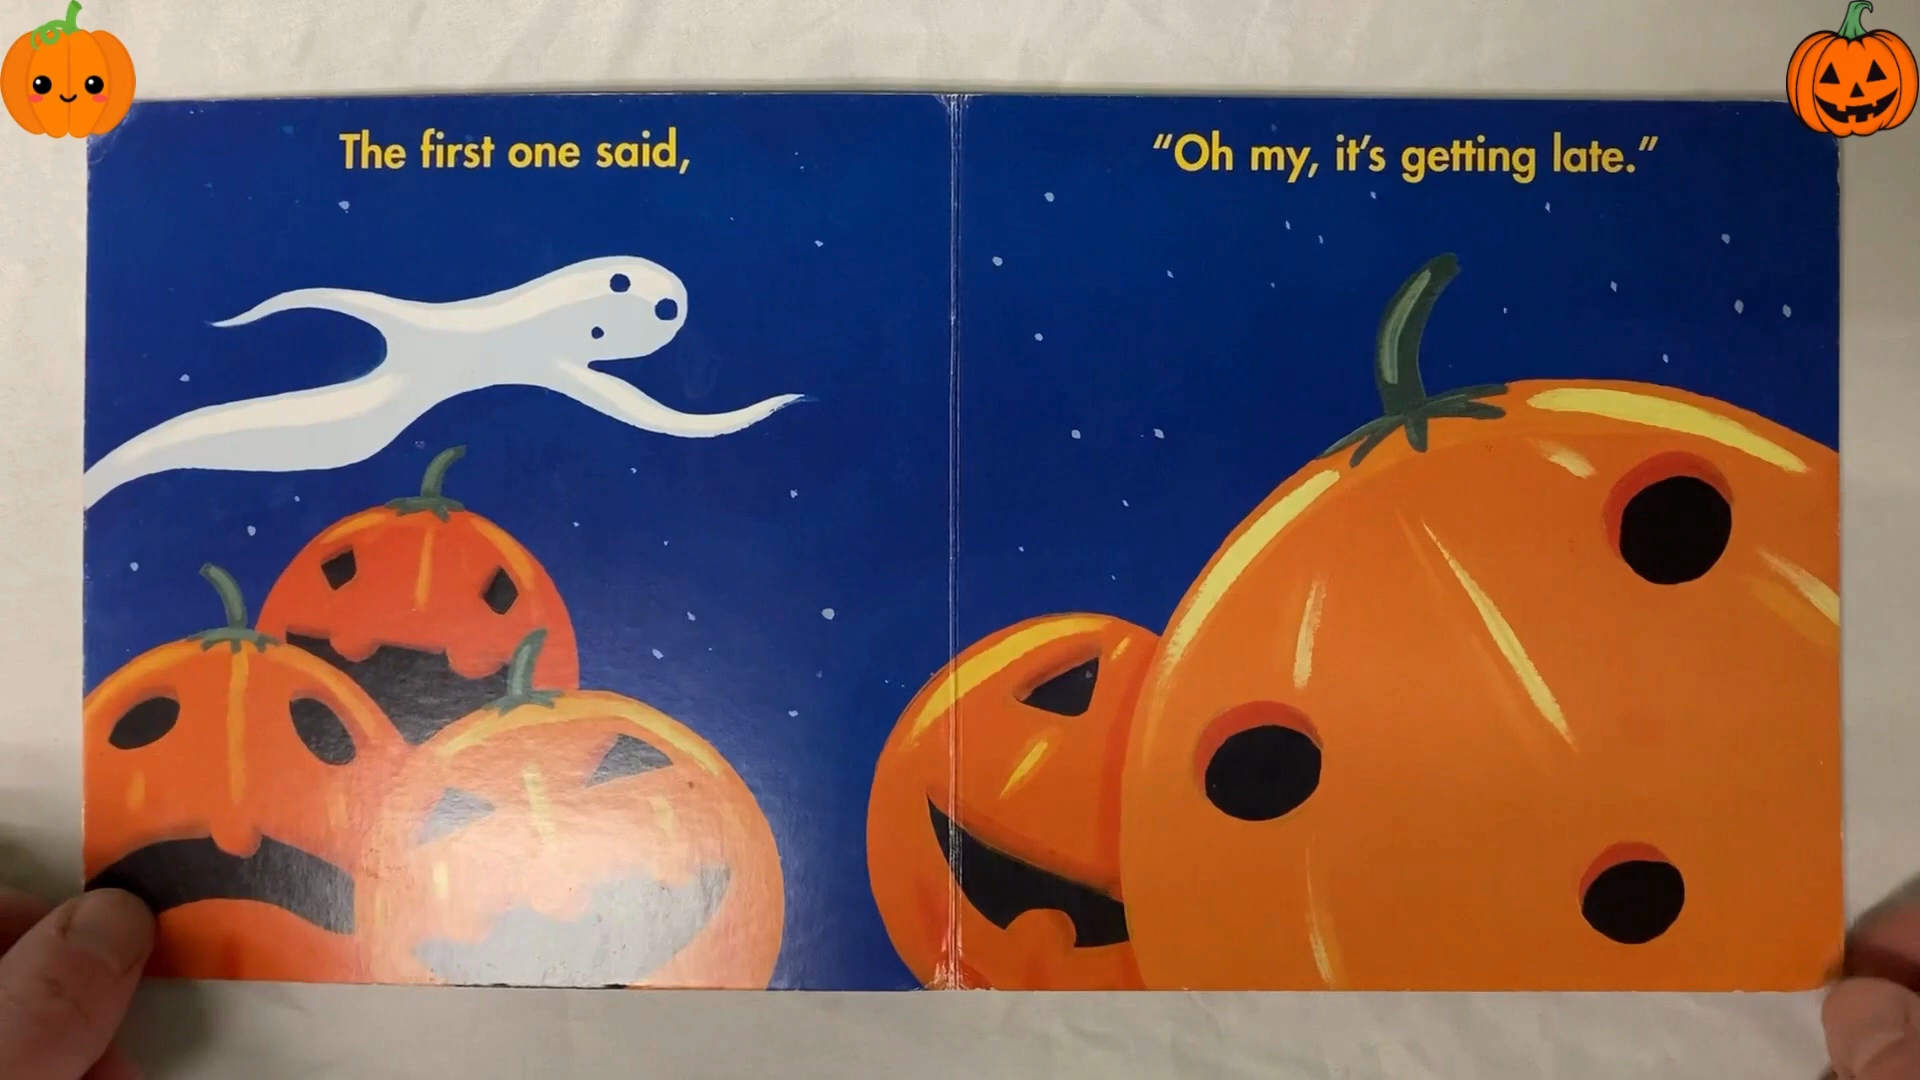 The first one said,
“Oh my, it’s getting late.”